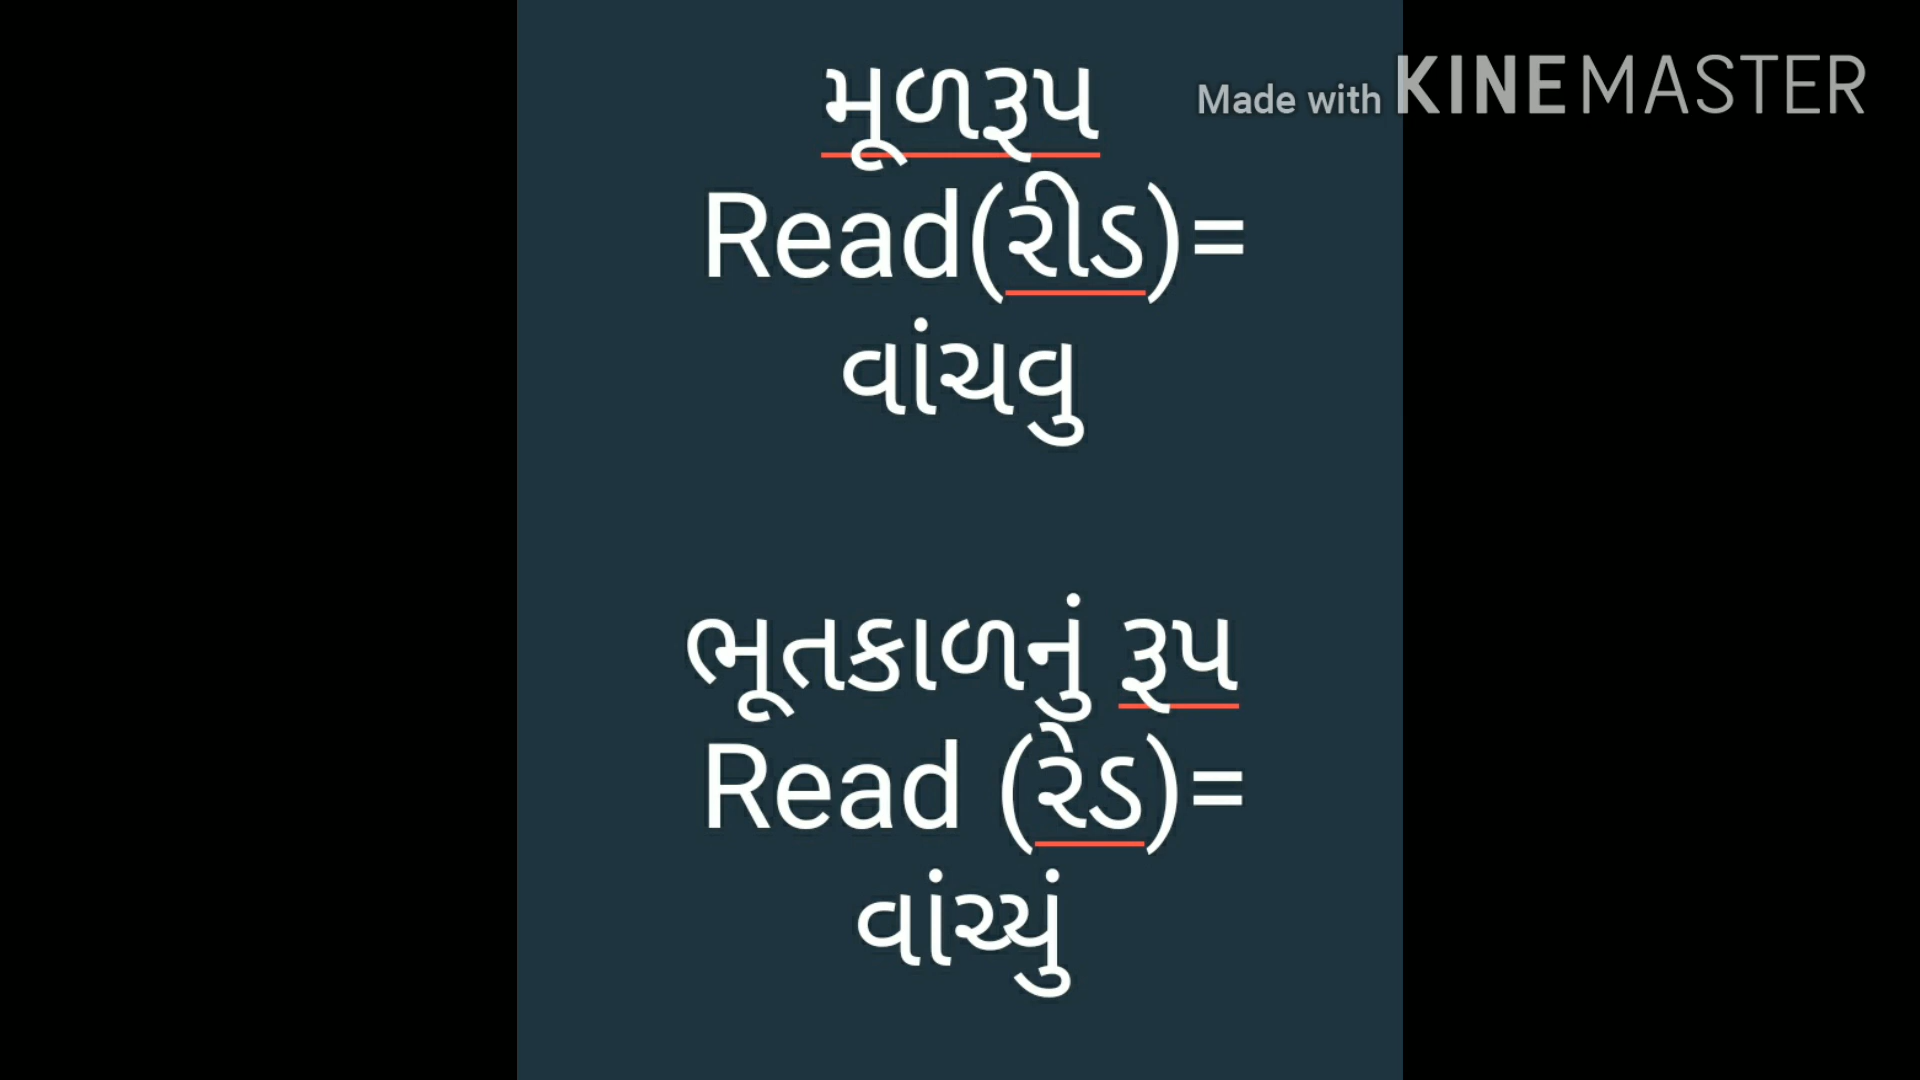 મૂળરૂપ
Made with KINEMASTER
Read(રીડ)=
વાંચવુ
ભૂતકાળનું રૂપ
Read (રેડ)=
વાંચ્યું